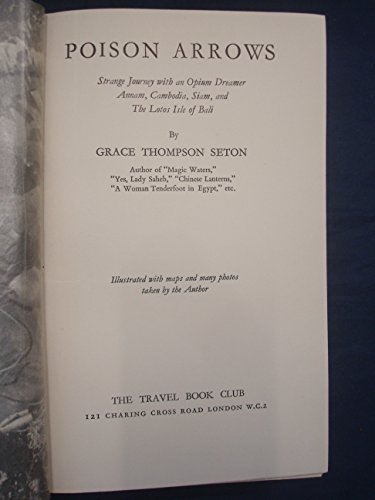 POISON ARROWS
Strange Journey with an Opium Dreamer
Annam, Cambodia, Siam, and
The Lotos Isle of Bali
By
GRACE THOMPSON SETON
Author of "Magic Waters,"
"Yes, Lady Saheb," "Chinese Lanterns,"
"A Woman Tenderfoot in Egypt," etc.
Illustrated with maps and many photos
taken by the Author
THE TRAVEL BOOK CLUB
121 CHARING CROSS ROAD LONDON W.C.2